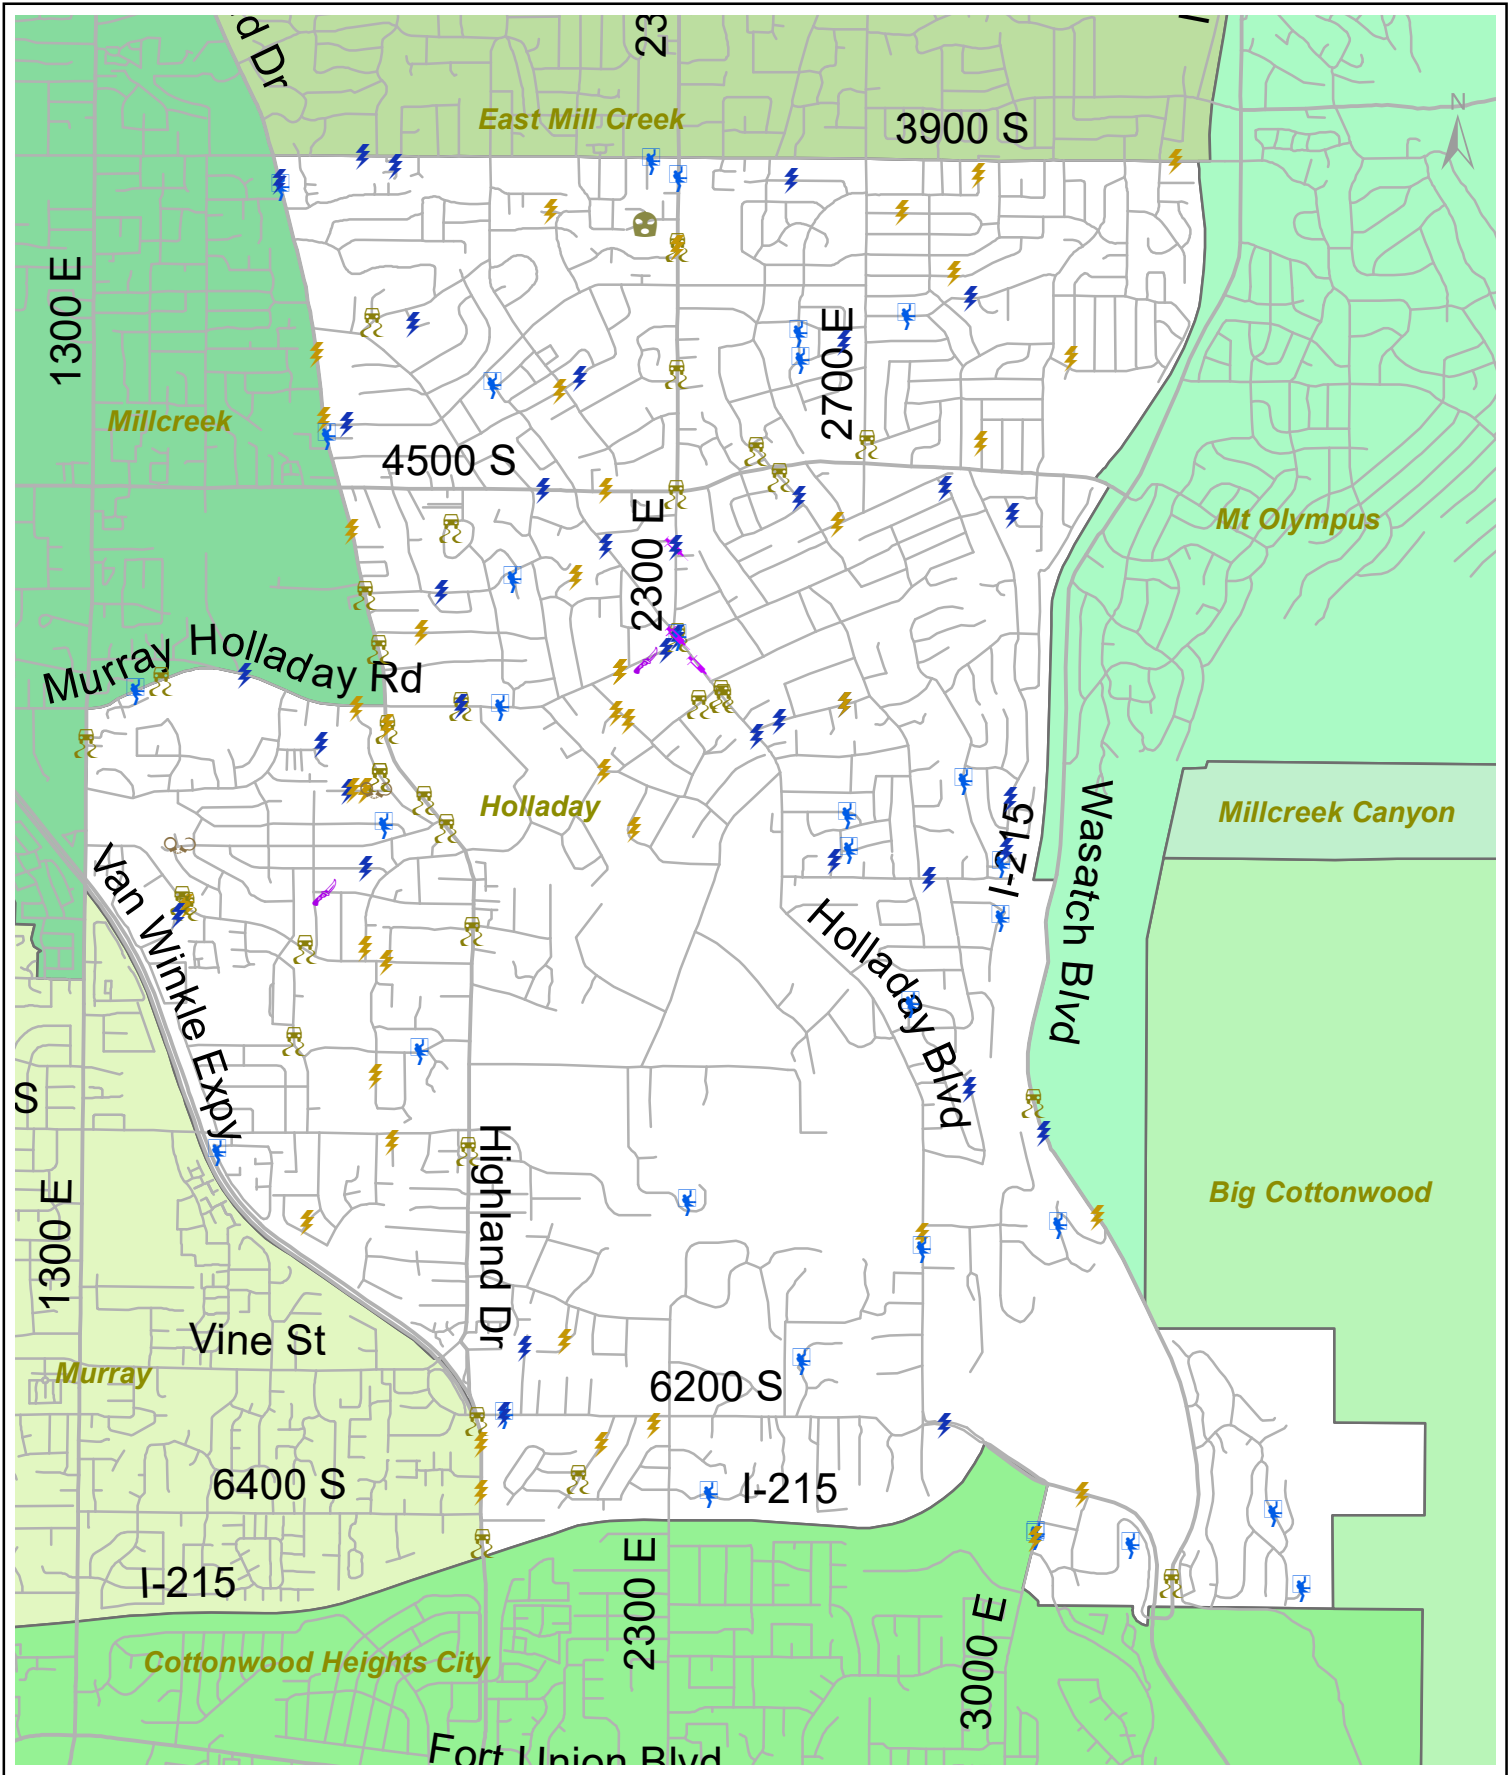 d Dr
23
East Mill Creek
3900 S
N
1300 E
2700 E
Millcreek
4500 S
2300 E
Mt Olympus
Murray Holladay Rd
Holladay
Millcreek Canyon
I-215
Wasatch Blvd
Van Winkle Expy
Holladay Blvd
S
Highland Dr
1300 E
Big Cottonwood
Vine St
Murray
6200 S
6400 S
I-215
I-215
2300 E
3000 E
Cottonwood Heights City
Fort Union Blvd